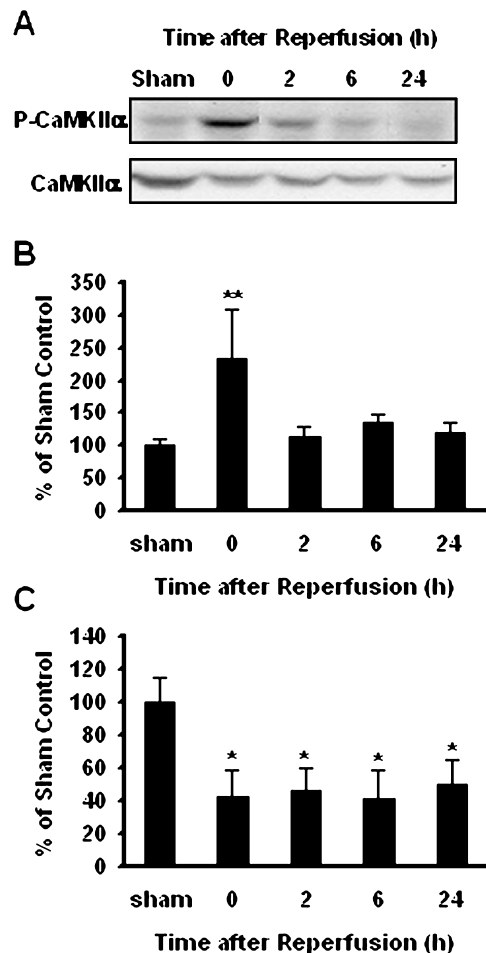 A
Time after Reperfusion (h)
Sham 0 2 6 24
P-CaMKIIα
CaMKIIα
B
% of Sham Control
350
300
250
200
150
100
50
0
**
sham 0 2 6 24
Time after Reperfusion (h)
C
% of Sham Control
140
120
100
80
60
40
20
0
* * * *
sham 0 2 6 24
Time after Reperfusion (h)